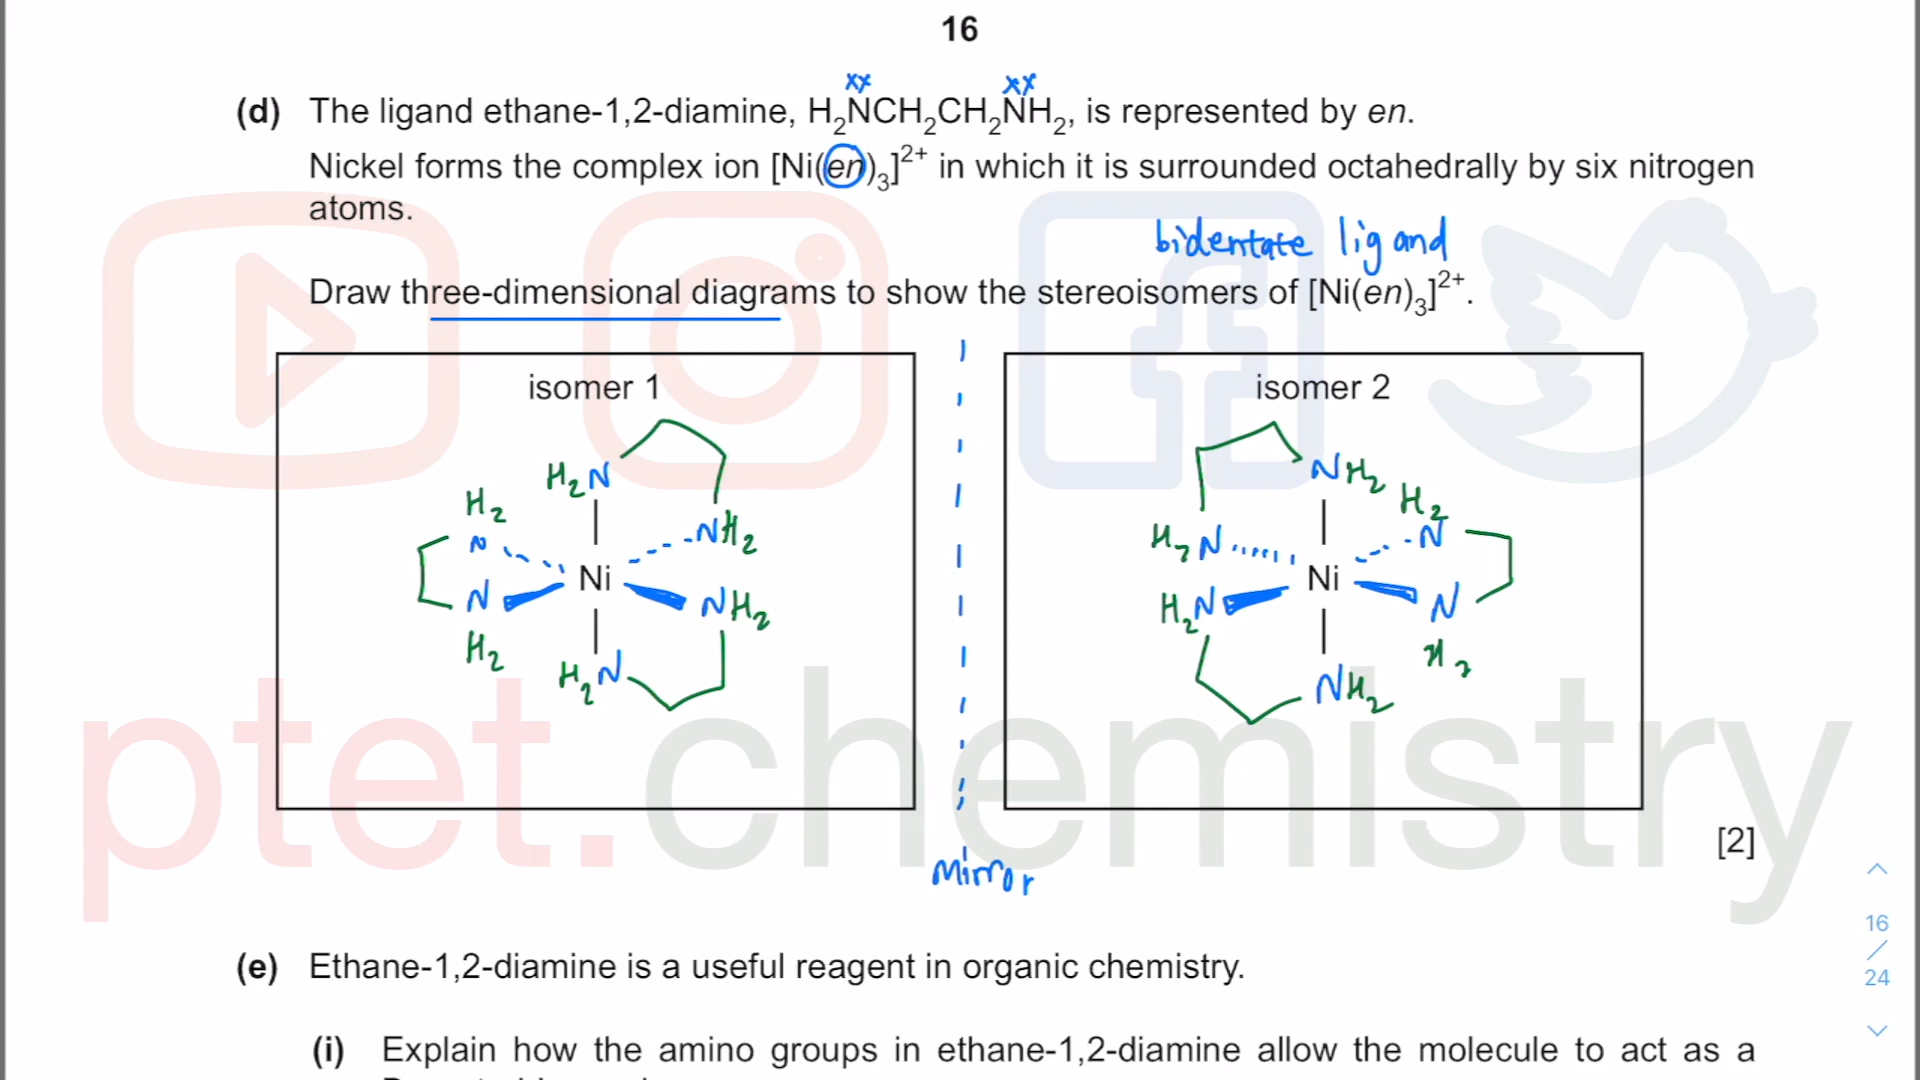 16
xx xx
(d) The ligand ethane-1,2-diamine, H₂NCH₂CH₂NH₂, is represented by en.
Nickel forms the complex ion [Ni(en)₃]²⁺ in which it is surrounded octahedrally by six nitrogen
atoms.
bidentate ligand
Draw three-dimensional diagrams to show the stereoisomers of [Ni(en)₃]²⁺.
isomer 1
H₂N
H₂
N
NH₂
Ni
N
NH₂
H₂
H₂N
isomer 2
NH₂
H₂
H₂N
N
Ni
H₂N
N
H₂
NH₂
[2]
mirror
ptet.chemistry
(e) Ethane-1,2-diamine is a useful reagent in organic chemistry.
16
/
24
(i) Explain how the amino groups in ethane-1,2-diamine allow the molecule to act as a